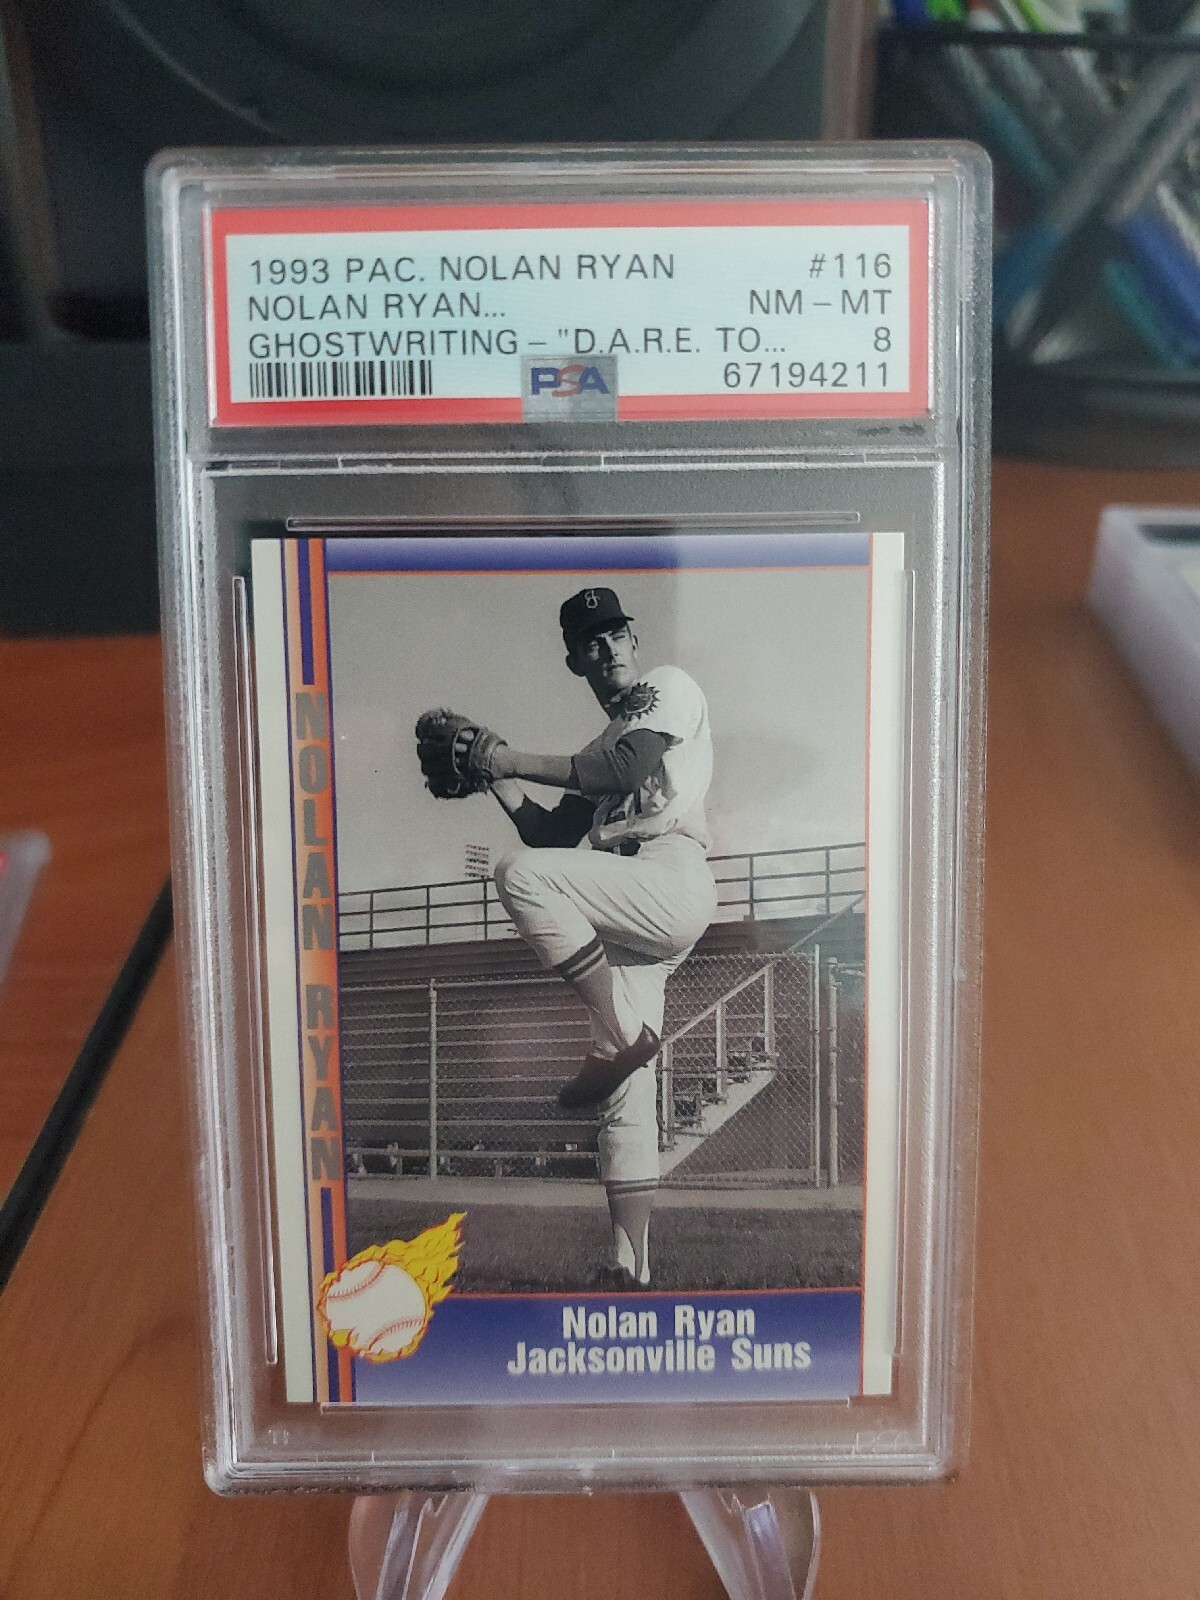 1993 PAC. NOLAN RYAN #116
NOLAN RYAN... NM - MT
GHOSTWRITING - "D.A.R.E. TO... 8
PSA 67194211
NOLAN RYAN
Nolan Ryan
Jacksonville Suns